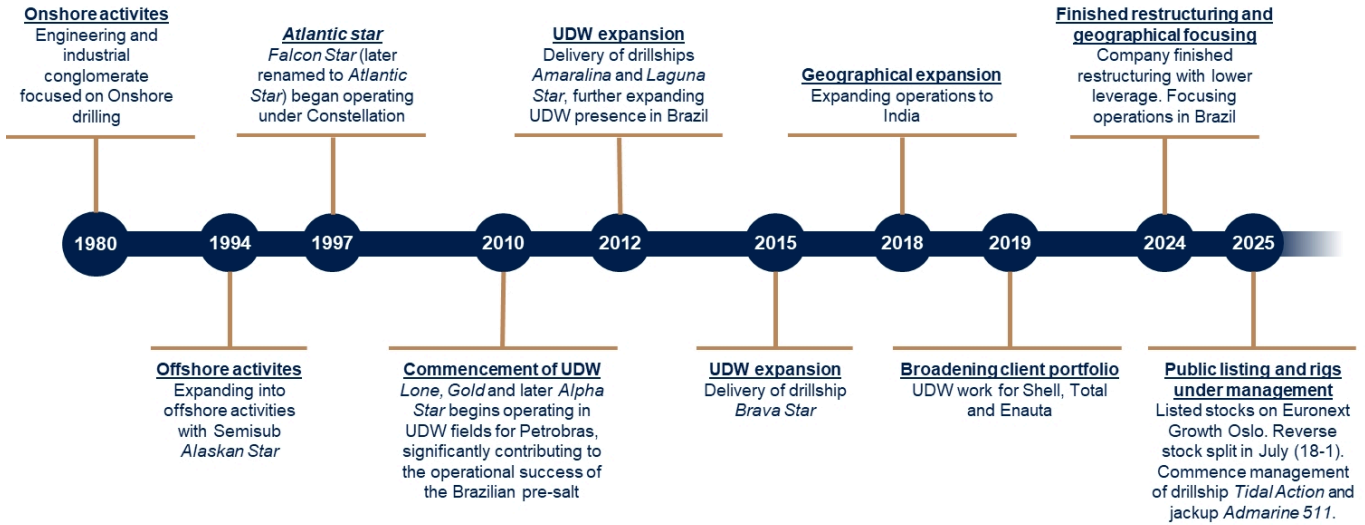 Onshore activites
Engineering and
industrial
conglomerate
focused on Onshore
drilling
Atlantic star
Falcon Star (later
renamed to Atlantic
Star) began operating
under Constellation
UDW expansion
Delivery of drillships
Amaralina and Laguna
Star, further expanding
UDW presence in Brazil
Geographical expansion
Expanding operations to
India
Finished restructuring and
geographical focusing
Company finished
restructuring with lower
leverage. Focusing
operations in Brazil
1980
1994
1997
2010
2012
2015
2018
2019
2024
2025
Offshore activites
Expanding into
offshore activities
with Semisub
Alaskan Star
Commencement of UDW
Lone, Gold and later Alpha
Star begins operating in
UDW fields for Petrobras,
significantly contributing to
the operational success of
the Brazilian pre-salt
UDW expansion
Delivery of drillship
Brava Star
Broadening client portfolio
UDW work for Shell, Total
and Enauta
Public listing and rigs
under management
Listed stocks on Euronext
Growth Oslo. Reverse
stock split in July (18-1).
Commence management
of drillship Tidal Action and
jackup Admarine 511.